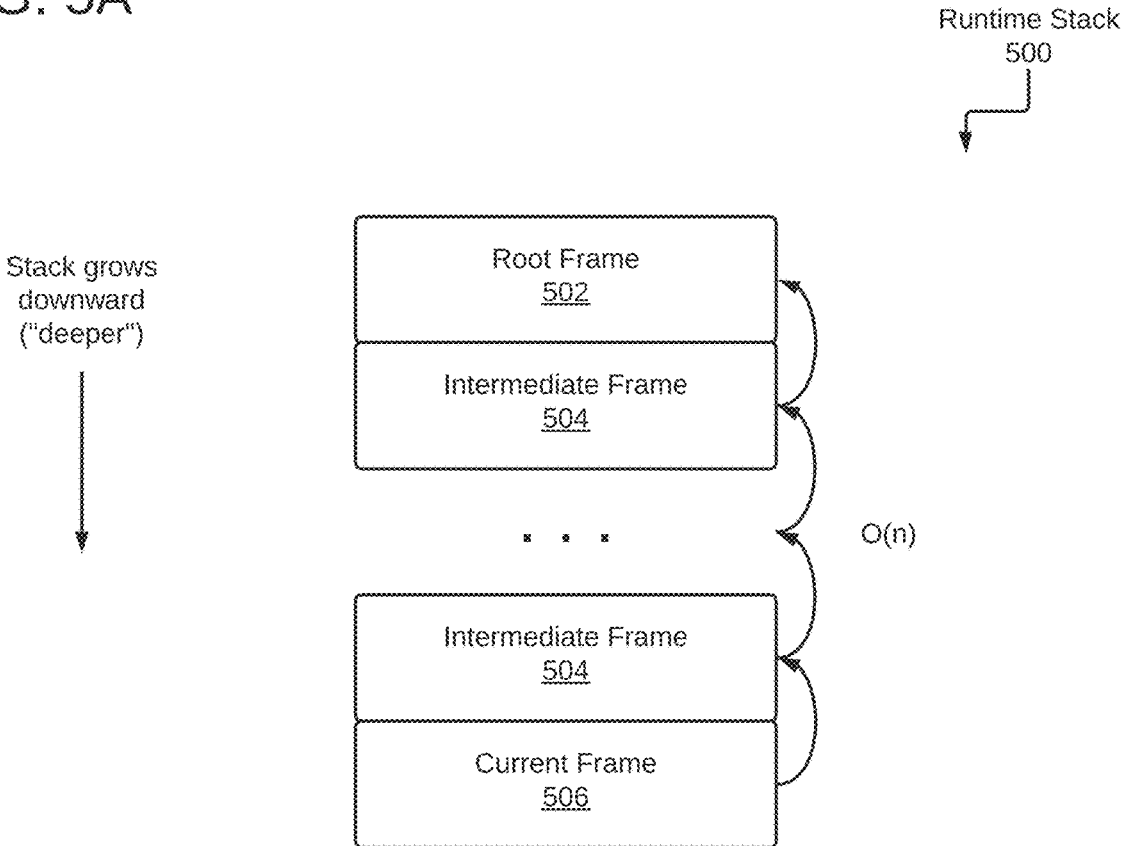 Runtime Stack
500
Root Frame
502
Stack grows
downward
("deeper")
Intermediate Frame
504
. . .
O(n)
Intermediate Frame
504
Current Frame
506